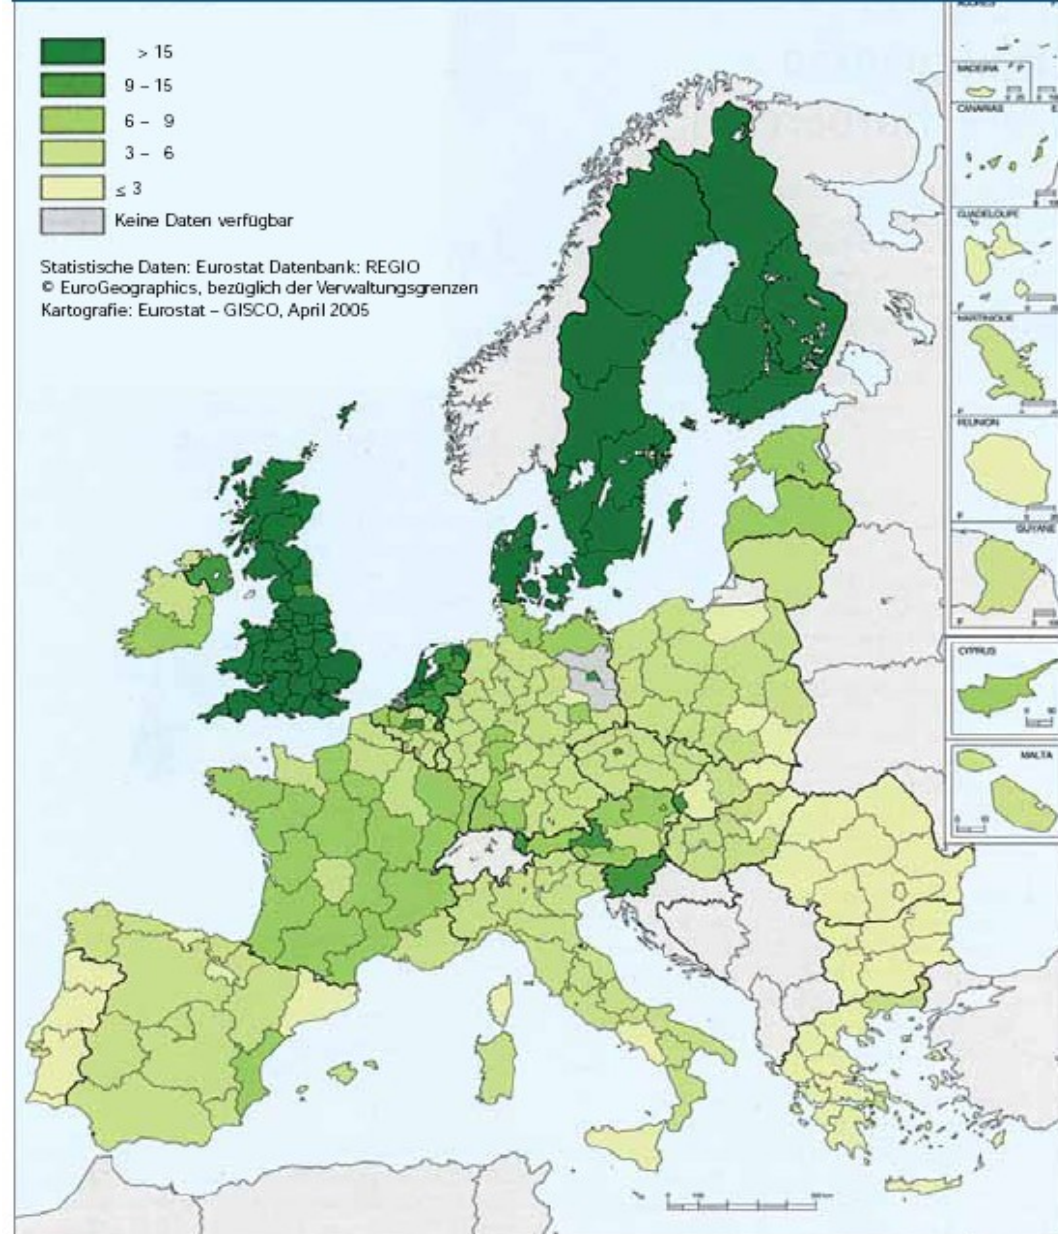 > 15
9 – 15
6 – 9
3 – 6
≤ 3
Keine Daten verfügbar
Statistische Daten: Eurostat Datenbank: REGIO
© EuroGeographics, bezüglich der Verwaltungsgrenzen
Kartografie: Eurostat – GISCO, April 2005
MADEIRA P
CANARIAS E
GUADELOUPE
F
MARTINIQUE
F
REUNION
F
GUYANE
F
CYPRUS
MALTA